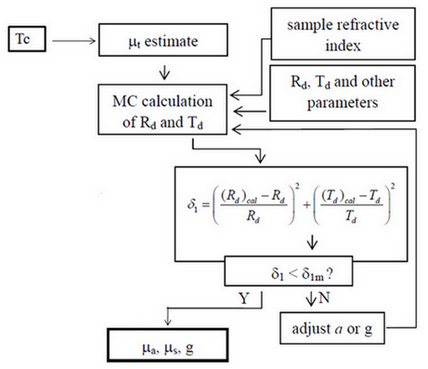 Tc
μt estimate
sample refractive
index
MC calculation
of Rd and Td
Rd, Td and other
parameters
δ1 = ( (Rd)cal − Rd / Rd )² + ( (Td)cal − Td / Td )²
δ1 < δ1m ?
Y
N
μa, μs, g
adjust a or g